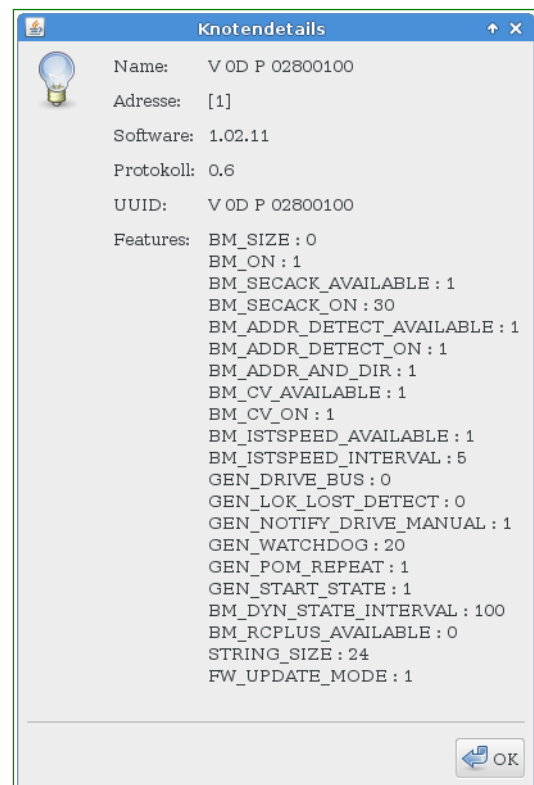 Knotendetails
Name: V 0D P 02800100
Adresse: [1]
Software: 1.02.11
Protokoll: 0.6
UUID: V 0D P 02800100
Features: BM_SIZE : 0
BM_ON : 1
BM_SECACK_AVAILABLE : 1
BM_SECACK_ON : 30
BM_ADDR_DETECT_AVAILABLE : 1
BM_ADDR_DETECT_ON : 1
BM_ADDR_AND_DIR : 1
BM_CV_AVAILABLE : 1
BM_CV_ON : 1
BM_ISTSPEED_AVAILABLE : 1
BM_ISTSPEED_INTERVAL : 5
GEN_DRIVE_BUS : 0
GEN_LOK_LOST_DETECT : 0
GEN_NOTIFY_DRIVE_MANUAL : 1
GEN_WATCHDOG : 20
GEN_POM_REPEAT : 1
GEN_START_STATE : 1
BM_DYN_STATE_INTERVAL : 100
BM_RCPLUS_AVAILABLE : 0
STRING_SIZE : 24
FW_UPDATE_MODE : 1
OK